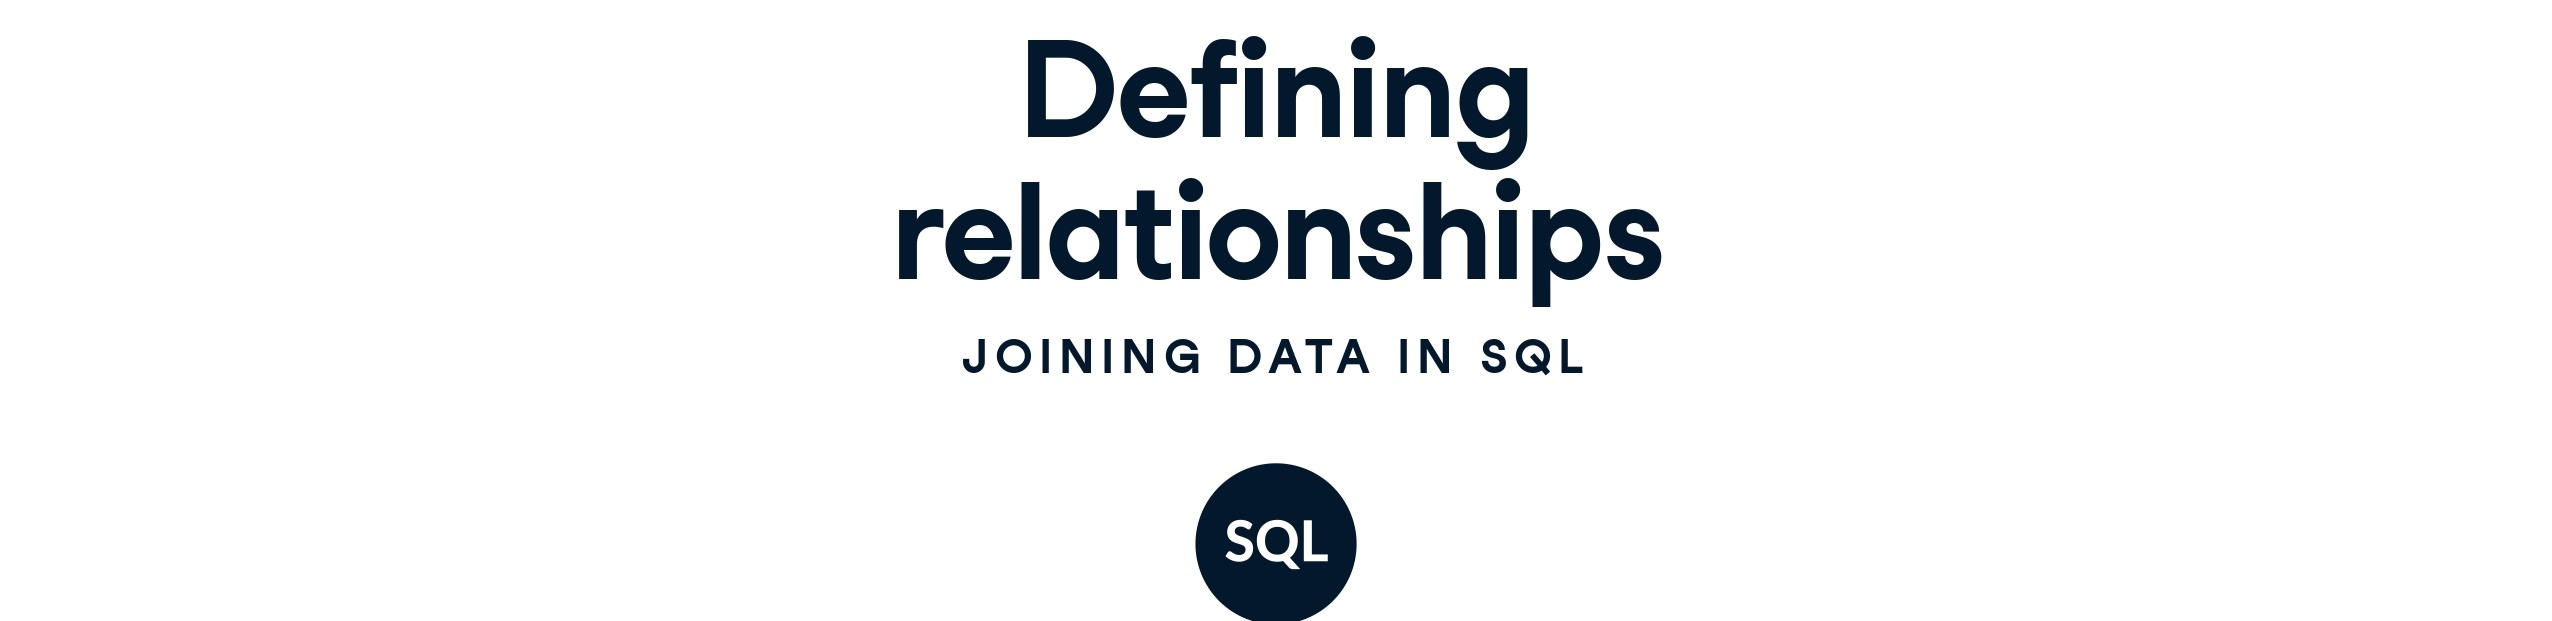 Defining
relationships
JOINING DATA IN SQL
SQL